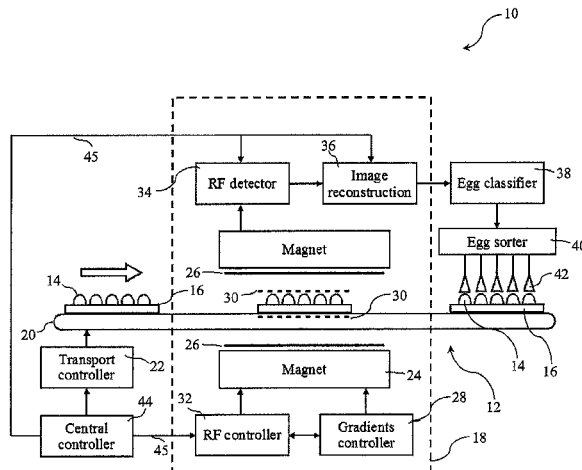 10
45
34
RF detector
36
Image reconstruction
38
Egg classifier
40
Egg sorter
42
Magnet
26
14
16
30
30
20
Transport controller
22
26
Magnet
24
14
16
12
44
Central controller
45
32
RF controller
Gradients controller
28
18